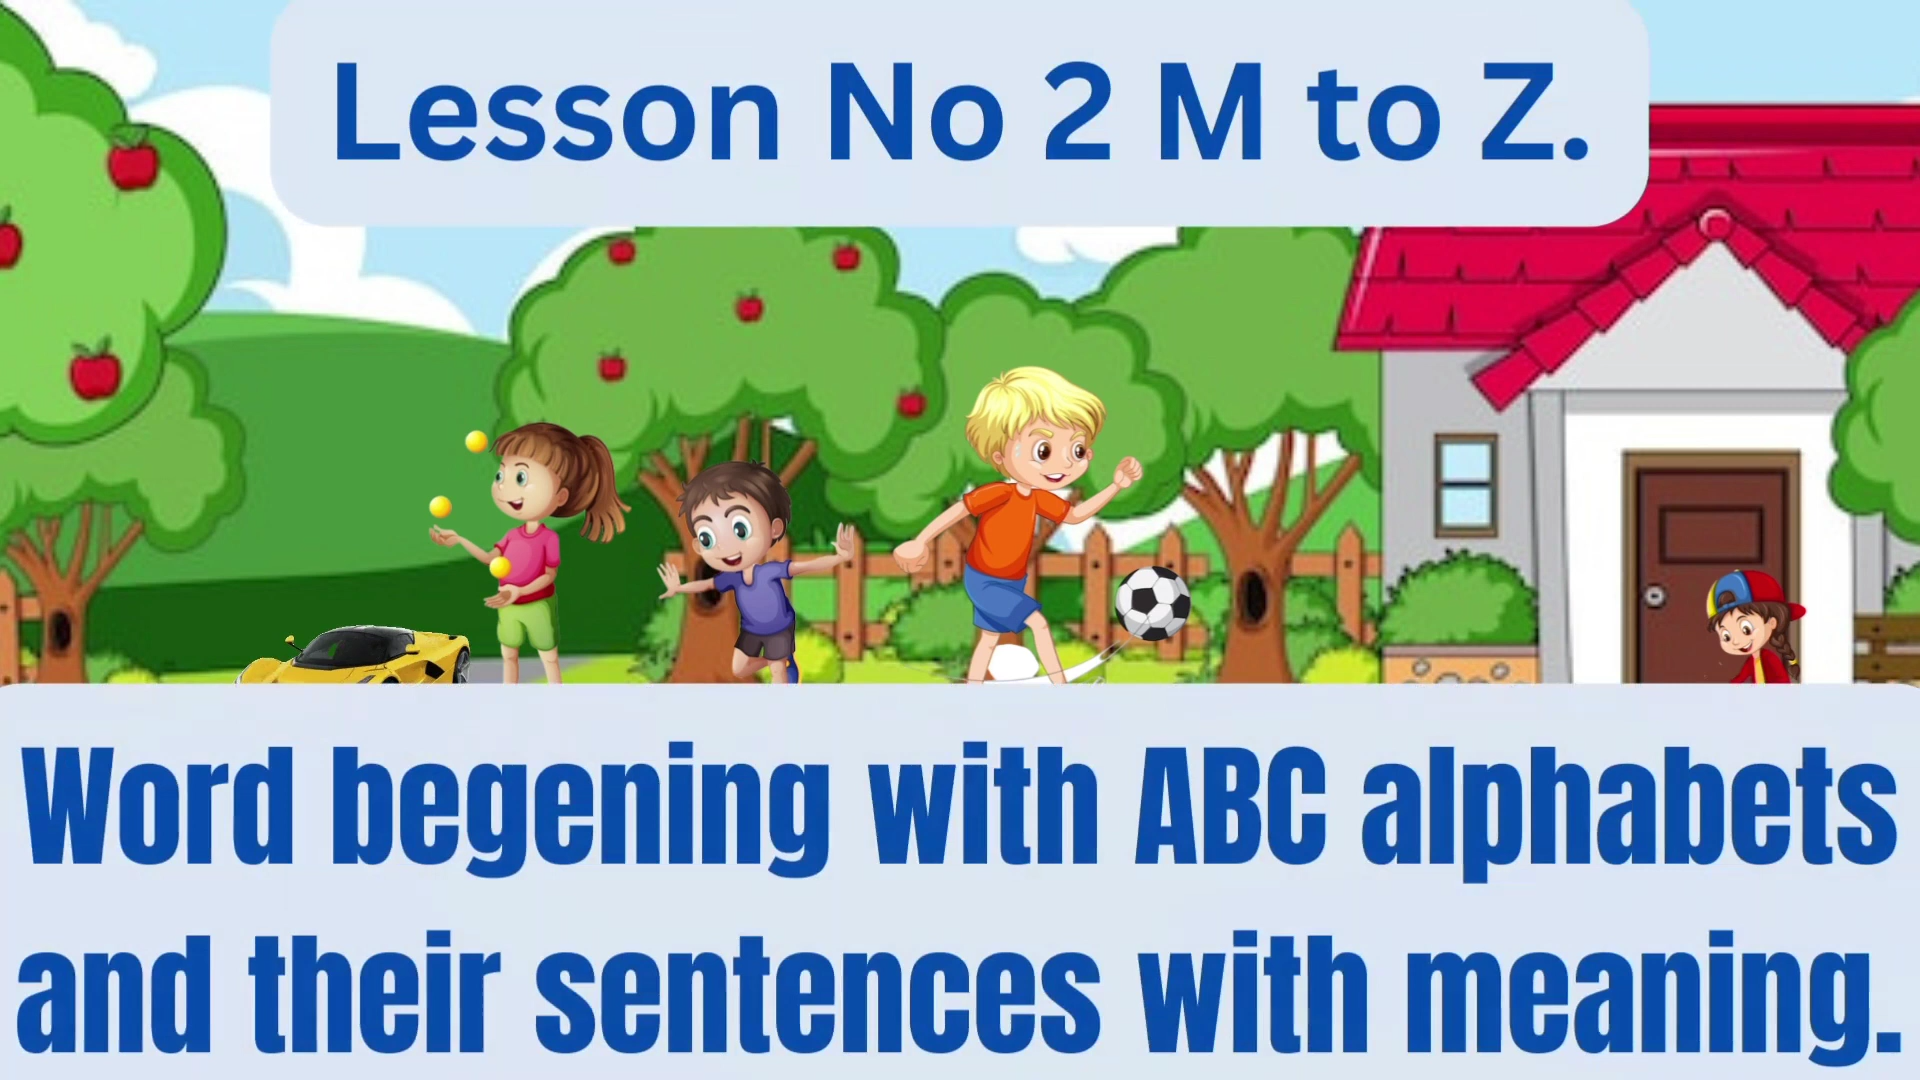 Lesson No 2 M to Z.
Word begening with ABC alphabets
and their sentences with meaning.